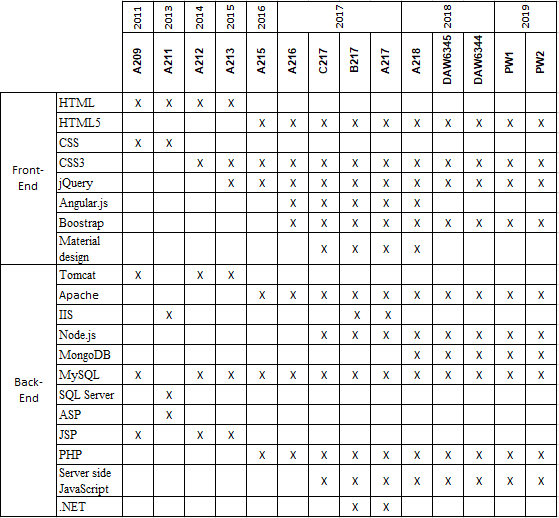 2011 2013 2014 2015 2016 2017 2018 2019
A209 A211 A212 A213 A215 A216 C217 B217 A217 A218 DAW6345 DAW6344 PW1 PW2
Front-
End
HTML X X X X
HTML5 X X X X X X X X X X
CSS X X
CSS3 X X X X X X X X X X X X
jQuery X X X X X X X X X X X
Angular.js X X X X X
Boostrap X X X X X X X X X
Material
design X X X X
Back-
End
Tomcat X X X
Apache X X X X X X X X X X
IIS X X X
Node.js X X X X X X X X
MongoDB X X X X X
MySQL X X X X X X X X X X X X X
SQL Server X
ASP X
JSP X X X
PHP X X X X X X X X X X
Server side
JavaScript X X X X X X X X
.NET X X